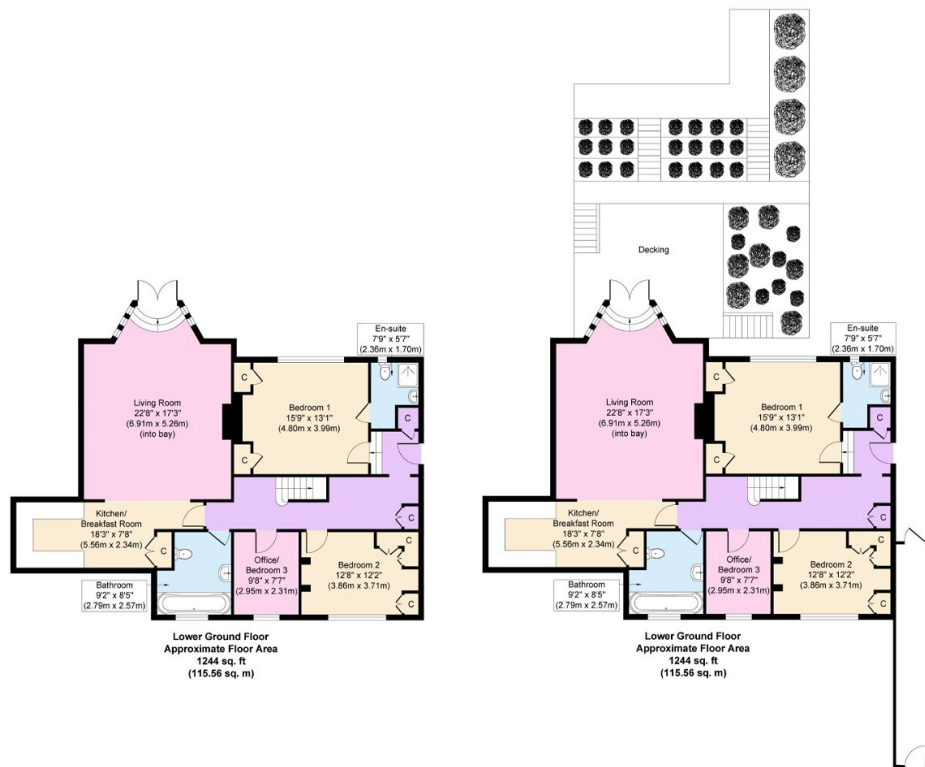 En-suite
7'9" x 5'7"
(2.36m x 1.70m)
C
Living Room
22'8" x 17'3"
(6.91m x 5.26m)
(into bay)
Bedroom 1
15'9" x 13'1"
(4.80m x 3.99m)
C
C
Kitchen/
Breakfast Room
18'3" x 7'8"
(5.56m x 2.34m)
C
C
C
Office/
Bedroom 3
9'8" x 7'7"
(2.95m x 2.31m)
Bedroom 2
12'8" x 12'2"
(3.86m x 3.71m)
Bathroom
9'2" x 8'5"
(2.79m x 2.57m)
C
Lower Ground Floor
Approximate Floor Area
1244 sq. ft
(115.56 sq. m)
Decking
En-suite
7'9" x 5'7"
(2.36m x 1.70m)
C
Living Room
22'8" x 17'3"
(6.91m x 5.26m)
(into bay)
Bedroom 1
15'9" x 13'1"
(4.80m x 3.99m)
C
C
Kitchen/
Breakfast Room
18'3" x 7'8"
(5.56m x 2.34m)
C
C
C
Office/
Bedroom 3
9'8" x 7'7"
(2.95m x 2.31m)
Bedroom 2
12'8" x 12'2"
(3.86m x 3.71m)
Bathroom
9'2" x 8'5"
(2.79m x 2.57m)
C
Lower Ground Floor
Approximate Floor Area
1244 sq. ft
(115.56 sq. m)